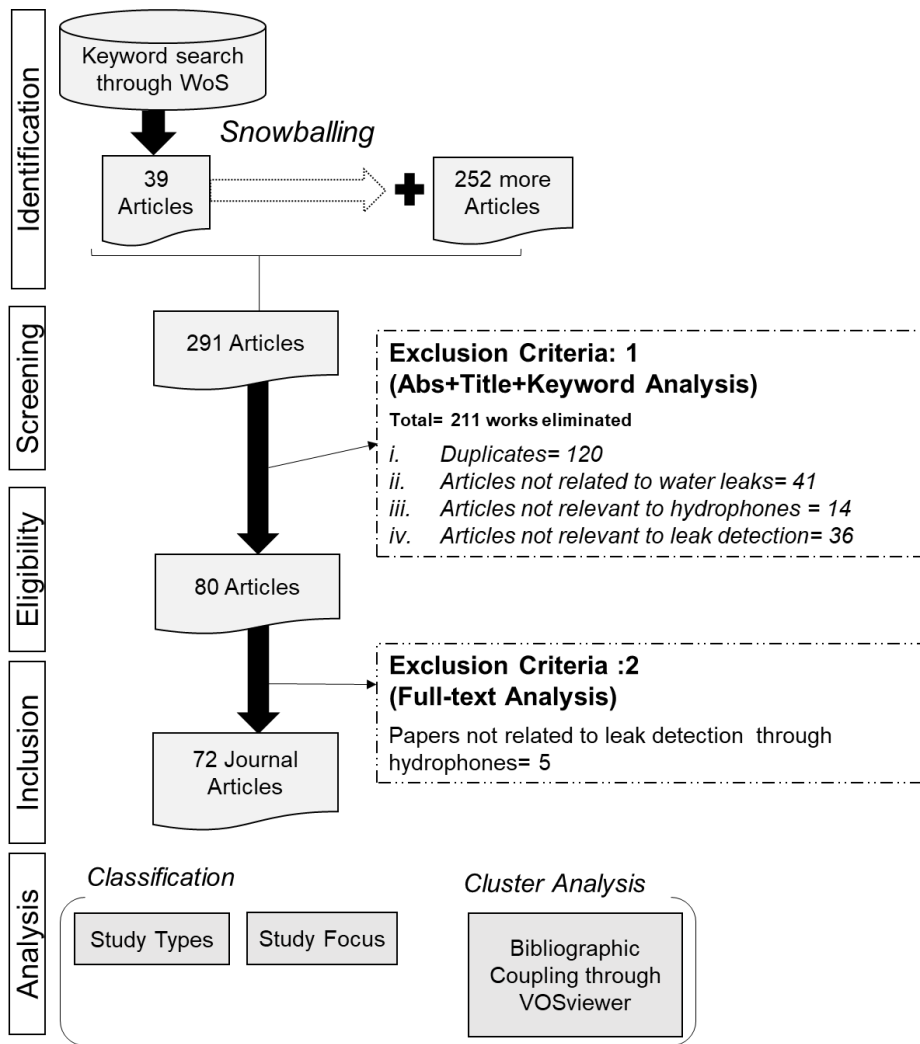 Identification
Keyword search
through WoS
Snowballing
39
Articles
252 more
Articles
Screening
291 Articles
Exclusion Criteria: 1
(Abs+Title+Keyword Analysis)
Total= 211 works eliminated
i. Duplicates= 120
ii. Articles not related to water leaks= 41
iii. Articles not relevant to hydrophones = 14
iv. Articles not relevant to leak detection= 36
Eligibility
80 Articles
Exclusion Criteria :2
(Full-text Analysis)
Papers not related to leak detection through
hydrophones= 5
Inclusion
72 Journal
Articles
Analysis
Classification
Study Types
Study Focus
Cluster Analysis
Bibliographic
Coupling through
VOSviewer